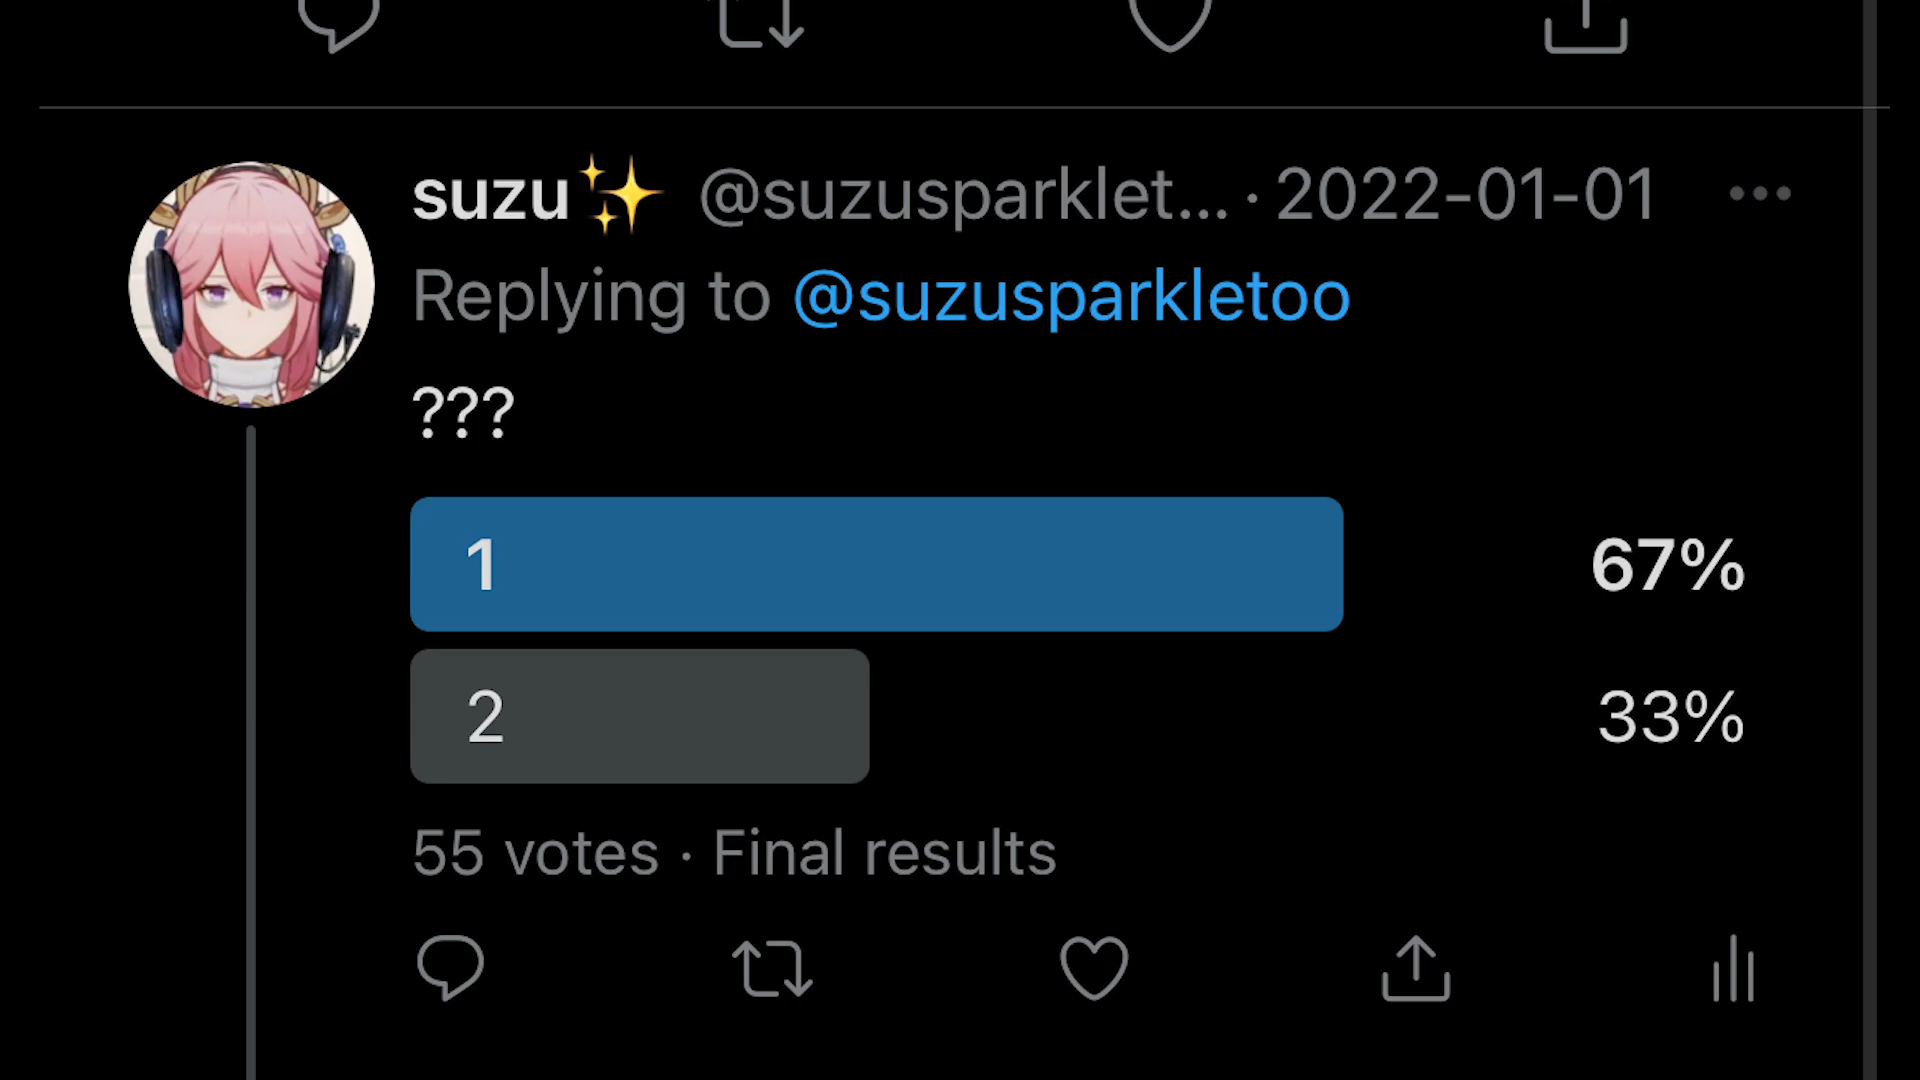 suzu✨ @suzusparklet... · 2022-01-01
Replying to @suzusparkletoo
???
1 67%
2 33%
55 votes · Final results